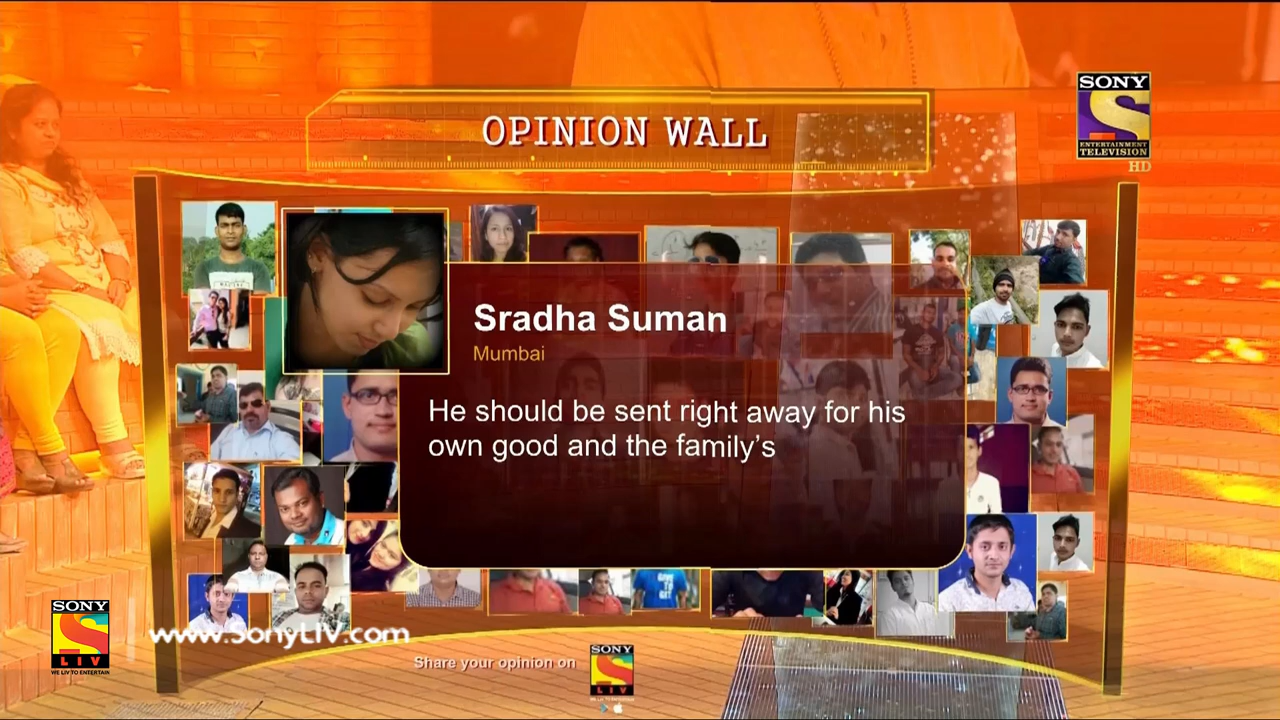 OPINION WALL
SONY
ENTERTAINMENT
TELEVISION
HD
Sradha Suman
Mumbai
He should be sent right away for his
own good and the family’s
SONY
LIV
WE LIV TO ENTERTAIN
www.SonyLIV.com
Share your opinion on
SONY
LIV